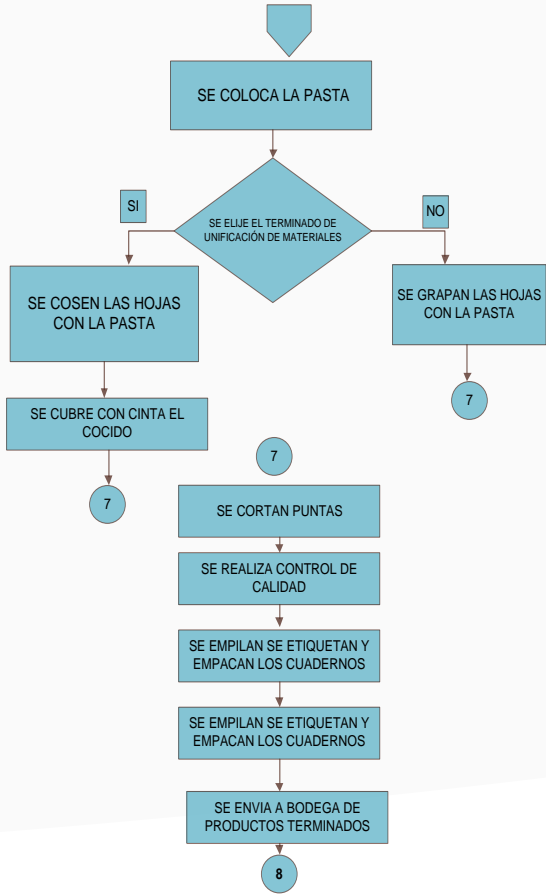 SE COLOCA LA PASTA
SI
SE ELIJE EL TERMINADO DE
UNIFICACIÓN DE MATERIALES
NO
SE COSEN LAS HOJAS
CON LA PASTA
SE GRAPAN LAS HOJAS
CON LA PASTA
SE CUBRE CON CINTA EL
COCIDO
7
7
7
SE CORTAN PUNTAS
SE REALIZA CONTROL DE
CALIDAD
SE EMPILAN SE ETIQUETAN Y
EMPACAN LOS CUADERNOS
SE EMPILAN SE ETIQUETAN Y
EMPACAN LOS CUADERNOS
SE ENVIA A BODEGA DE
PRODUCTOS TERMINADOS
8